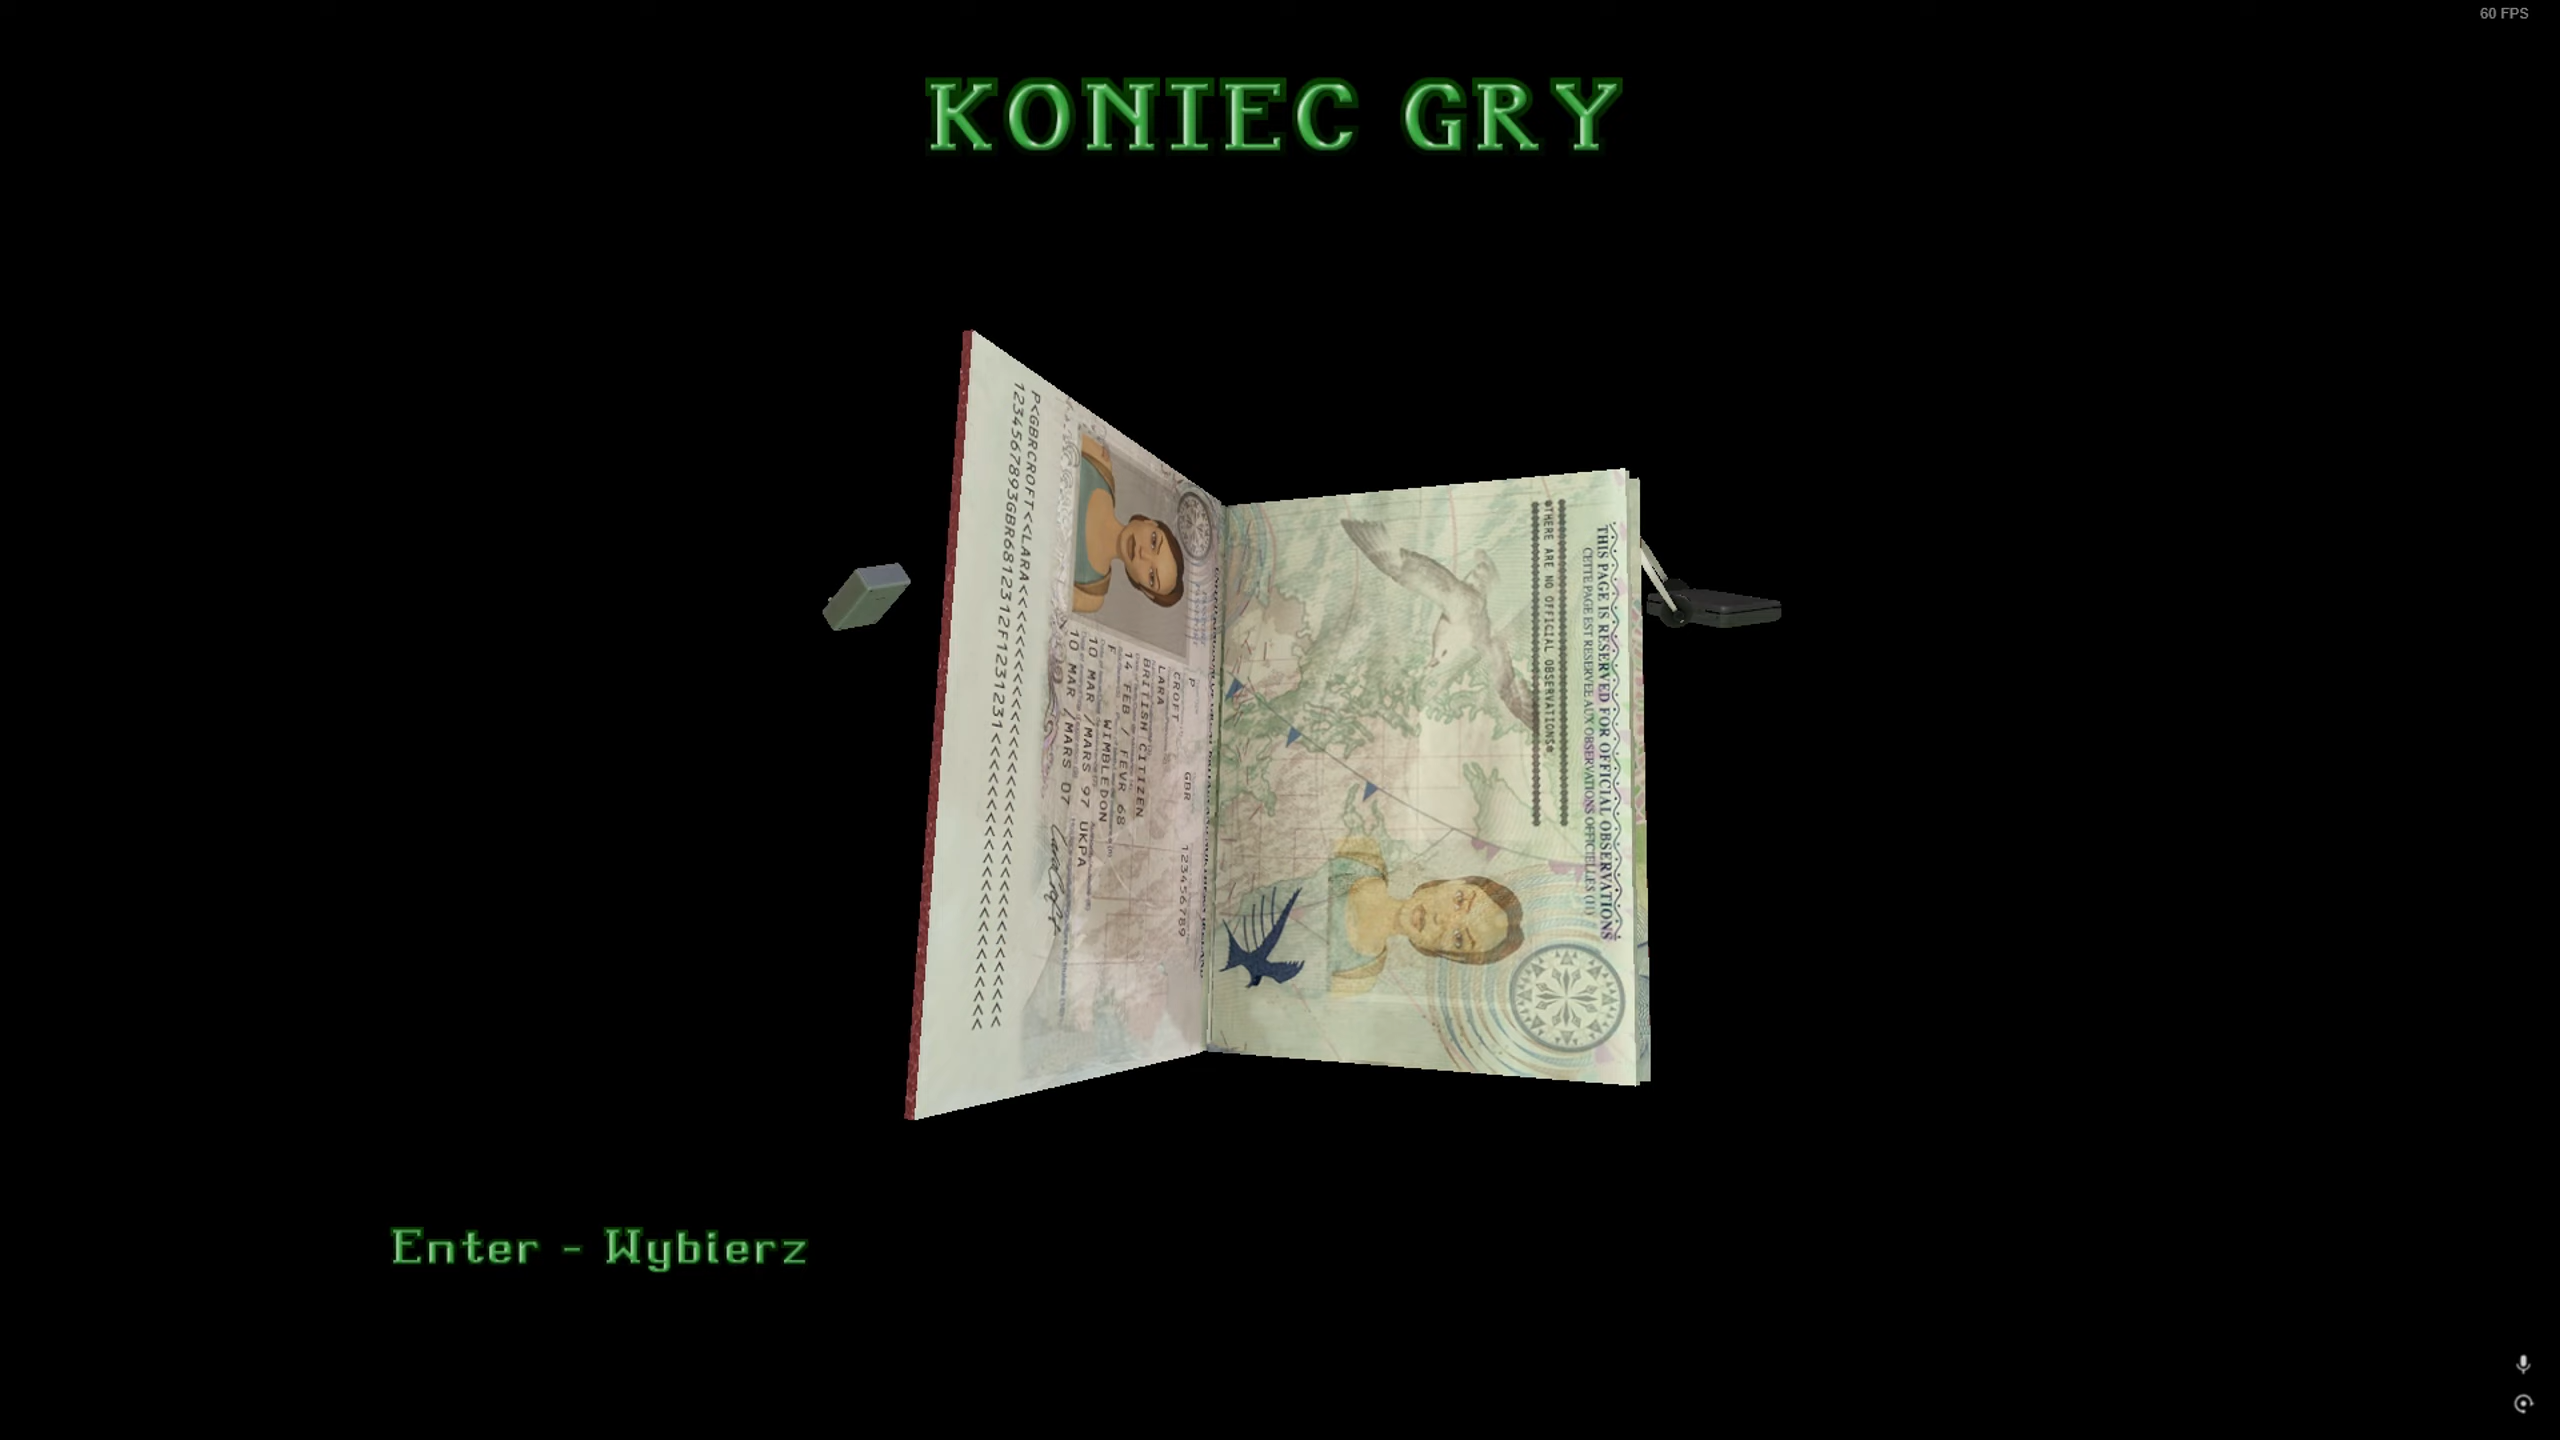 60 FPS
KONIEC GRY
P GBR 123456789
CROFT
LARA
BRITISH CITIZEN
14 FEB / FEVR 68
F WIMBLEDON
10 MAR /MARS 97 UKPA
10 MAR /MARS 07
P<GBRCROFT<<LARA<<<<<<<<<<<<<<<<<<<<<<<<<<<<
1234567893GBR6812312F1231231<<<<<<<<<<<<<<
THIS PAGE IS RESERVED FOR OFFICIAL OBSERVATIONS
CETTE PAGE EST RESERVEE AUX OBSERVATIONS OFFICIELLES (11)
THERE ARE NO OFFICIAL OBSERVATIONS
Enter - Wybierz